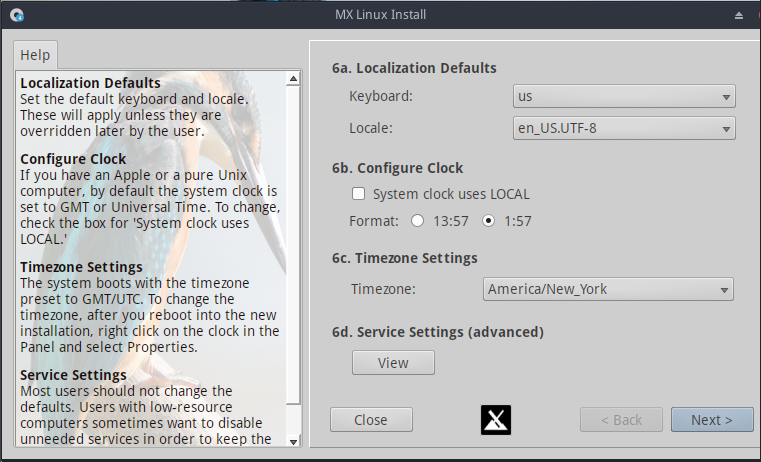 MX Linux Install
Help
Localization Defaults
Set the default keyboard and locale.
These will apply unless they are
overridden later by the user.
Configure Clock
If you have an Apple or a pure Unix
computer, by default the system clock is
set to GMT or Universal Time. To change,
check the box for 'System clock uses
LOCAL.'
Timezone Settings
The system boots with the timezone
preset to GMT/UTC. To change the
timezone, after you reboot into the new
installation, right click on the clock in the
Panel and select Properties.
Service Settings
Most users should not change the
defaults. Users with low-resource
computers sometimes want to disable
unneeded services in order to keep the
6a. Localization Defaults
Keyboard: us
Locale: en_US.UTF-8
6b. Configure Clock
System clock uses LOCAL
Format: 13:57 1:57
6c. Timezone Settings
Timezone: America/New_York
6d. Service Settings (advanced)
View
Close < Back Next >